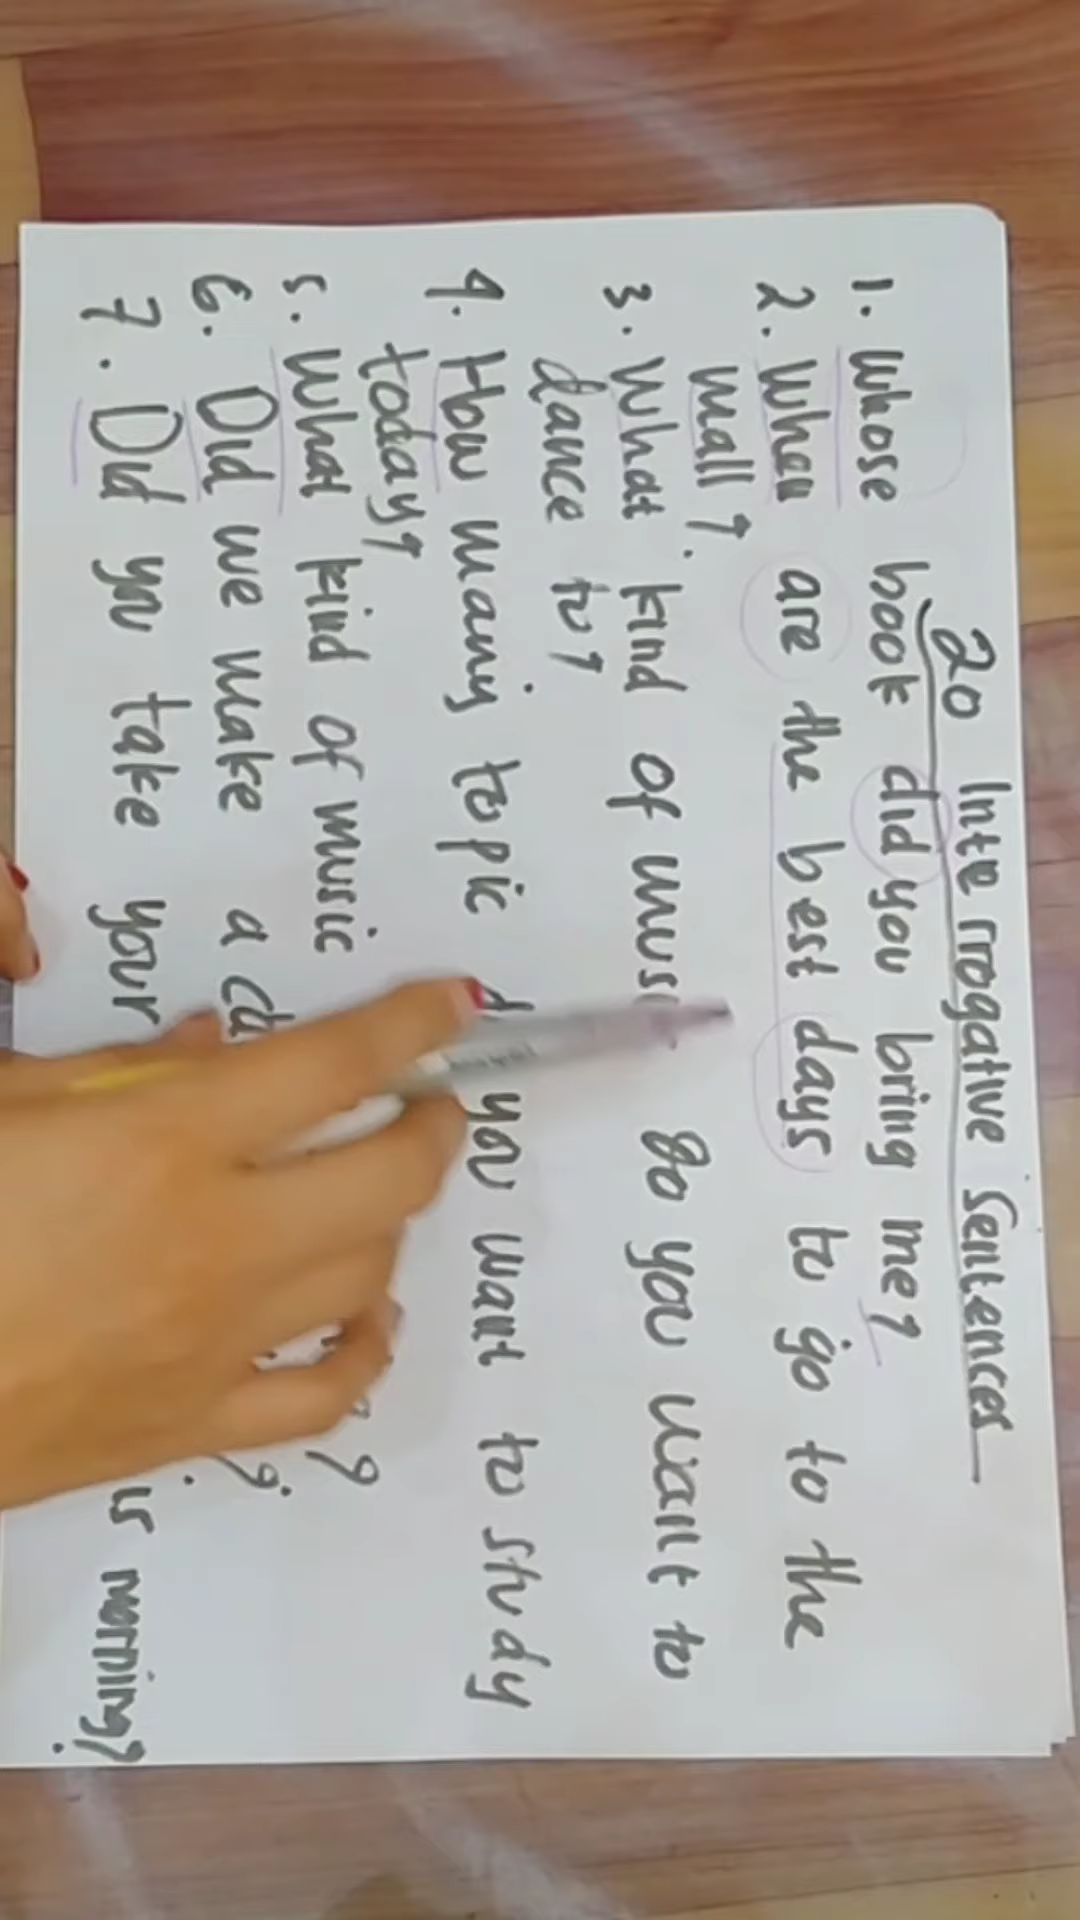 20 Interrogative Sentences
1. Whose book did you bring me?
2. When are the best days to go to the
mall?
3. What kind of music do you want to
dance to?
4. How many topic do you want to study
today?
5. What kind of music ?
6. Did we make a ?
7. Did you take your morning?